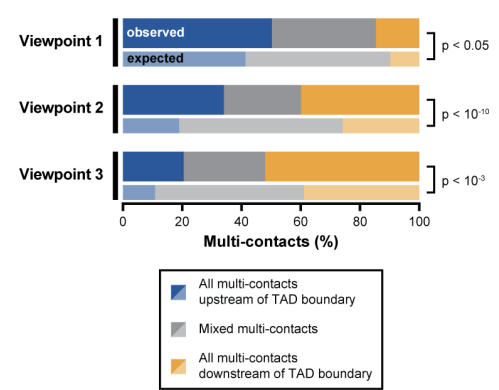 Viewpoint 1
observed
expected
p < 0.05
Viewpoint 2
p < 10-10
Viewpoint 3
p < 10-3
0 20 40 60 80 100
Multi-contacts (%)
All multi-contacts
upstream of TAD boundary
Mixed multi-contacts
All multi-contacts
downstream of TAD boundary